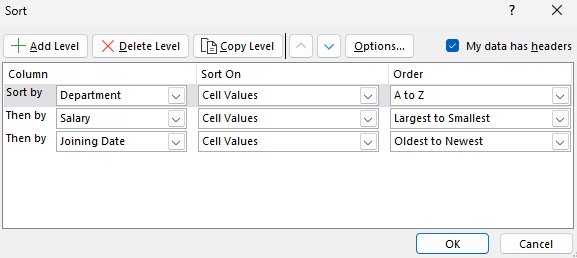 Sort
?
Add Level Delete Level Copy Level Options... My data has headers
Column Sort On Order
Sort by Department Cell Values A to Z
Then by Salary Cell Values Largest to Smallest
Then by Joining Date Cell Values Oldest to Newest
OK Cancel